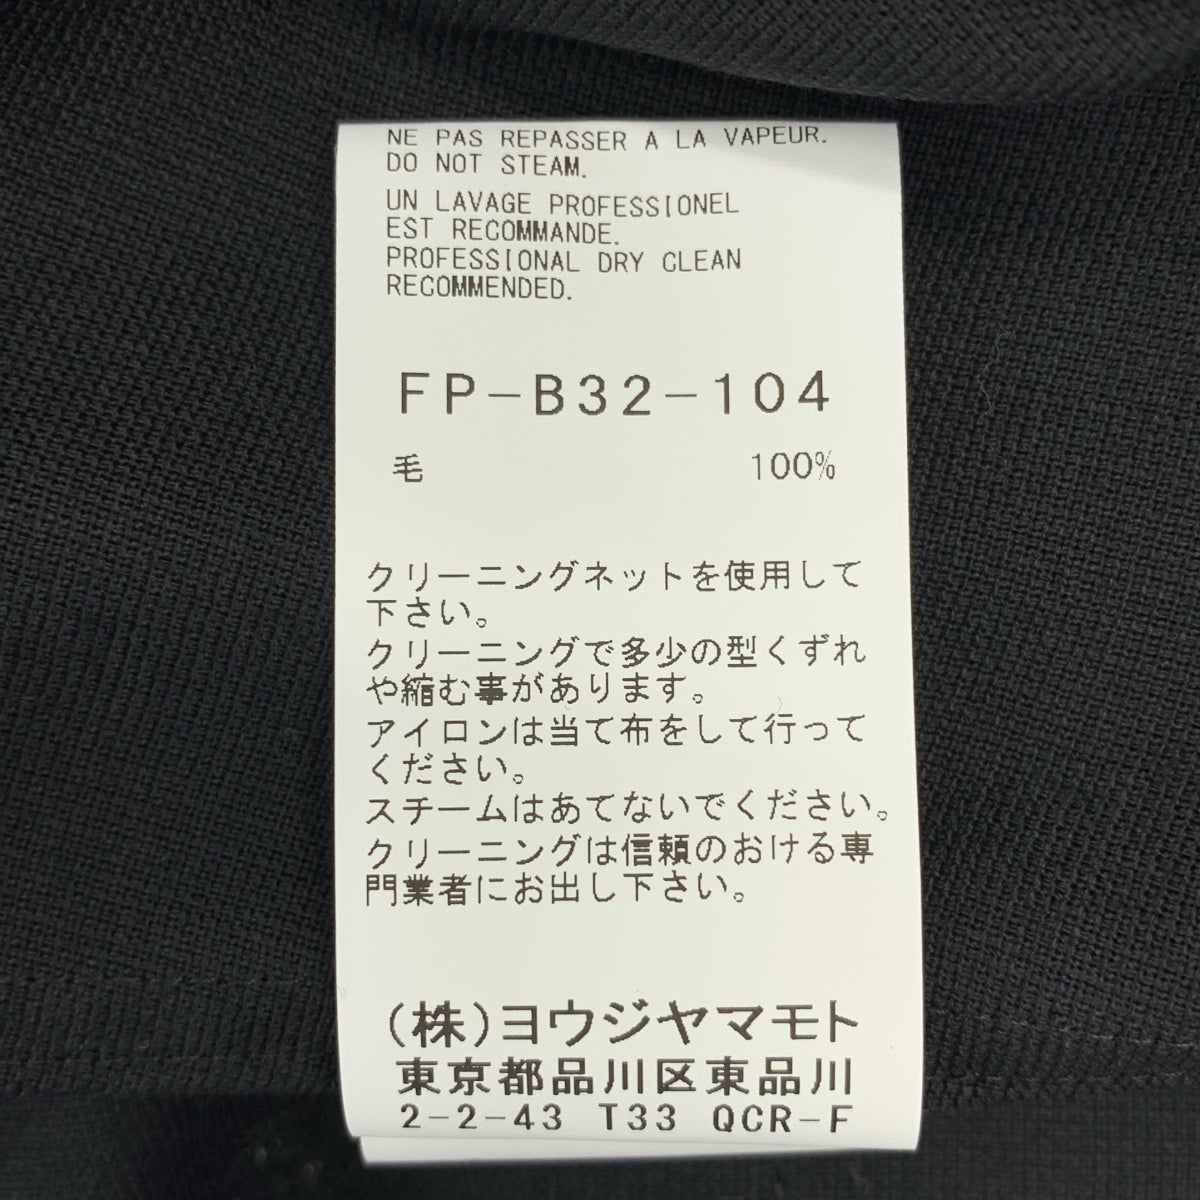 NE PAS REPASSER A LA VAPEUR.
DO NOT STEAM.
UN LAVAGE PROFESSIONEL
EST RECOMMANDE.
PROFESSIONAL DRY CLEAN
RECOMMENDED.
FP-B32-104
毛 100%
クリーニングネットを使用して
下さい。
クリーニングで多少の型くずれ
や縮む事があります。
アイロンは当て布をして行って
ください。
スチームはあてないでください。
クリーニングは信頼のおける専
門業者にお出し下さい。
(株)ヨウジヤマモト
東京都品川区東品川
2-2-43 T33 QCR-F